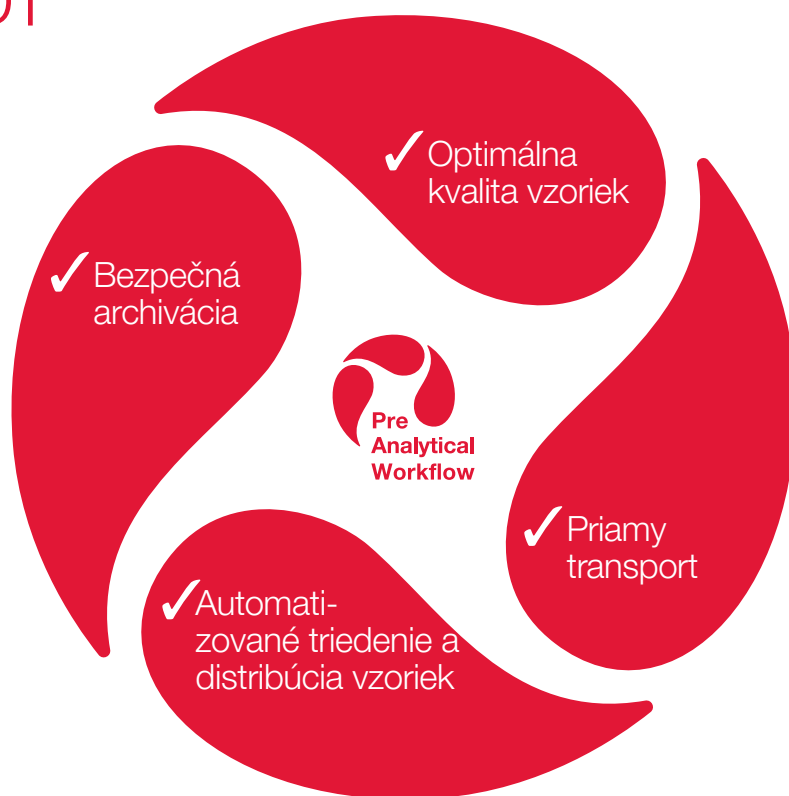 Optimálna
kvalita vzoriek
Bezpečná
archivácia
Pre
Analytical
Workflow
Priamy
transport
Automati-
zované triedenie a
distribúcia vzoriek